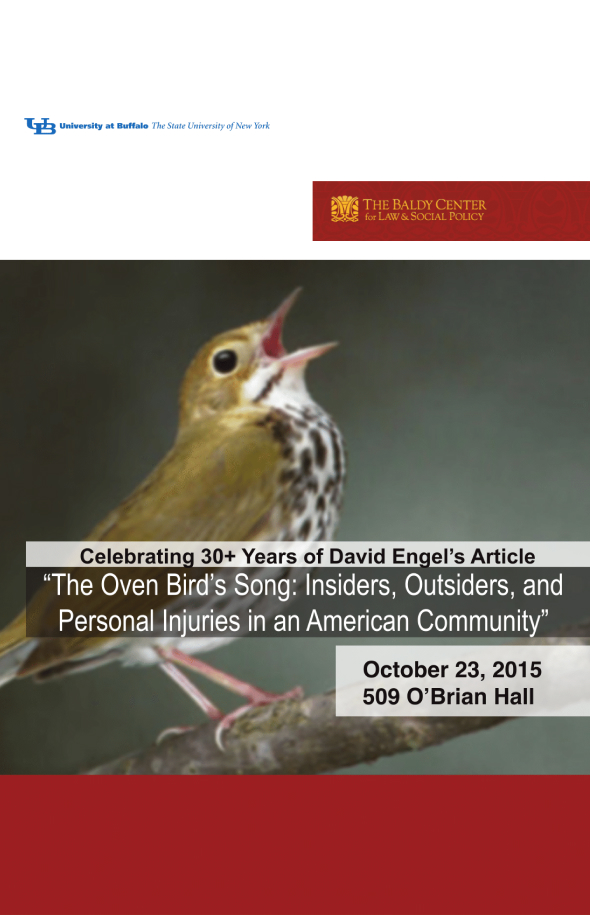 UB University at Buffalo The State University of New York
THE BALDY CENTER
for LAW & SOCIAL POLICY
Celebrating 30+ Years of David Engel’s Article
“The Oven Bird’s Song: Insiders, Outsiders, and
Personal Injuries in an American Community”
October 23, 2015
509 O’Brian Hall